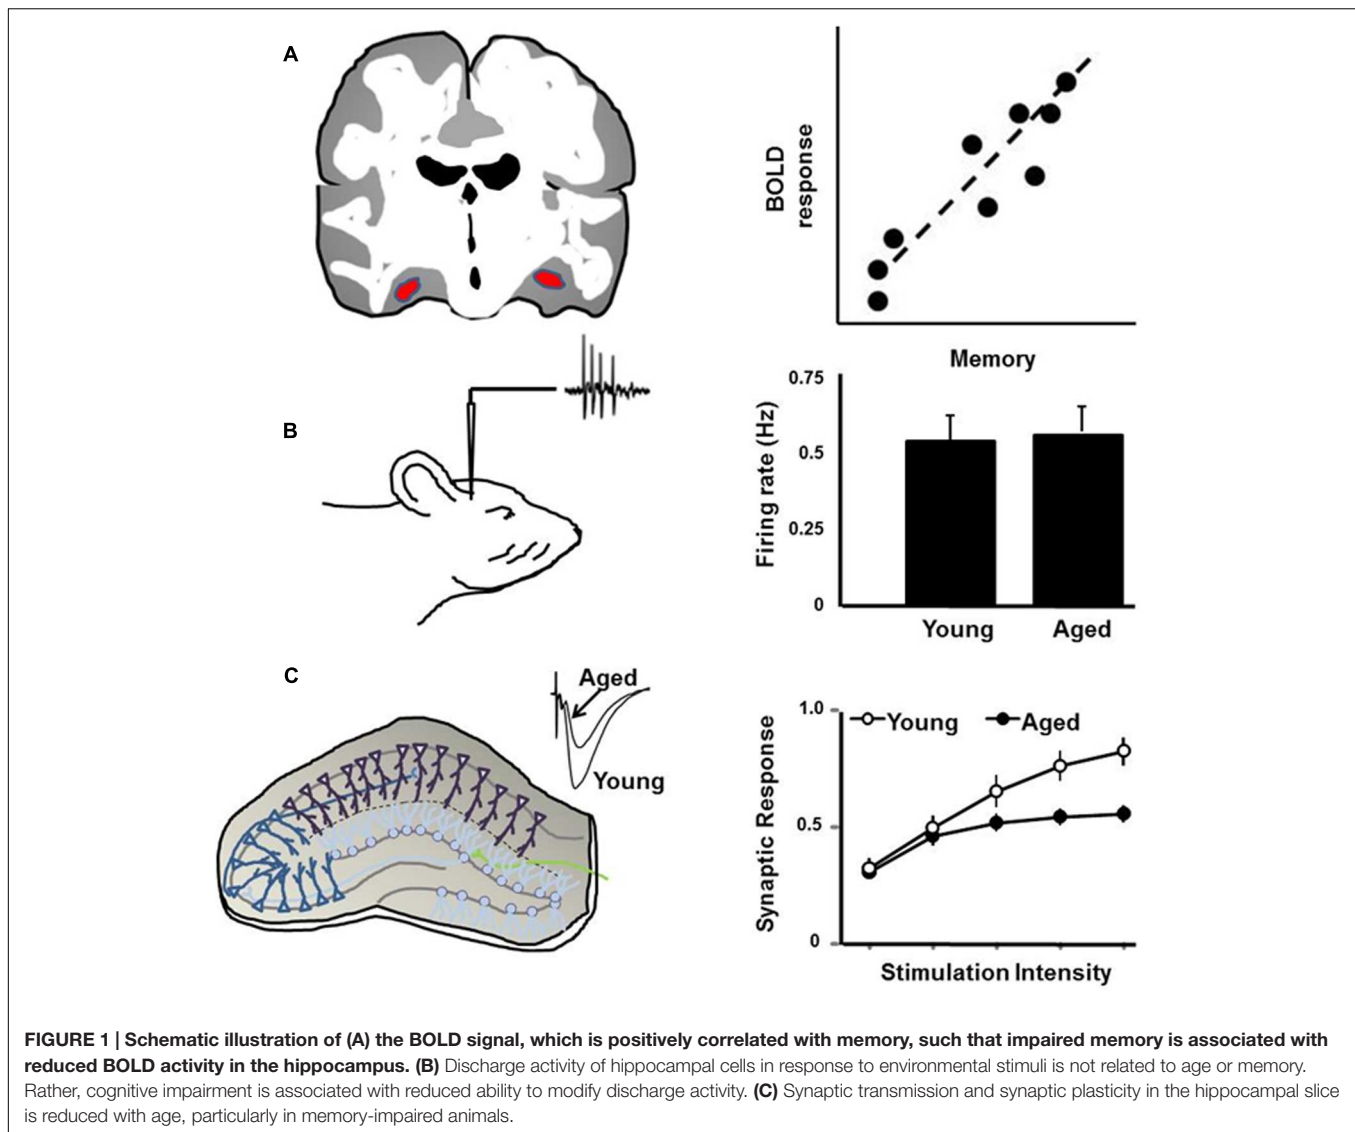 A
BOLD
response
Memory
B
0.75
0.5
0.25
0
Firing rate (Hz)
Young
Aged
C
Aged
Young
1.0
0.5
0
Synaptic Response
Young
Aged
Stimulation Intensity
FIGURE 1 | Schematic illustration of (A) the BOLD signal, which is positively correlated with memory, such that impaired memory is associated with
reduced BOLD activity in the hippocampus. (B) Discharge activity of hippocampal cells in response to environmental stimuli is not related to age or memory.
Rather, cognitive impairment is associated with reduced ability to modify discharge activity. (C) Synaptic transmission and synaptic plasticity in the hippocampal slice
is reduced with age, particularly in memory-impaired animals.